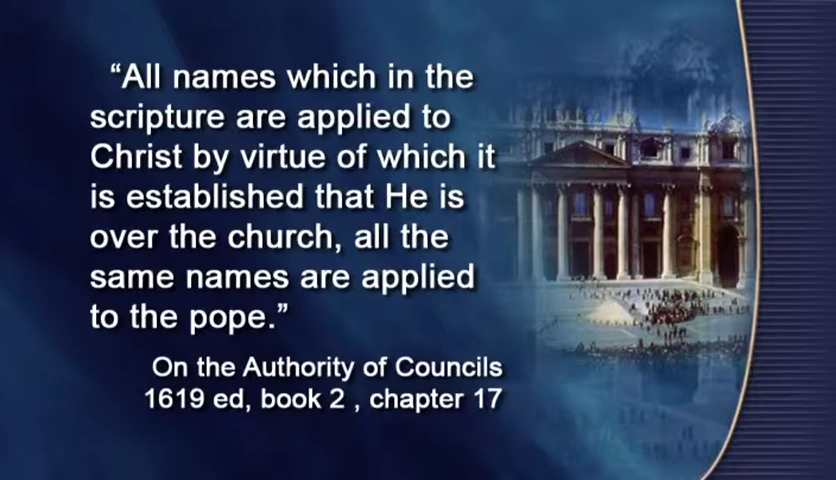 “All names which in the
scripture are applied to
Christ by virtue of which it
is established that He is
over the church, all the
same names are applied
to the pope.”
On the Authority of Councils
1619 ed, book 2 , chapter 17